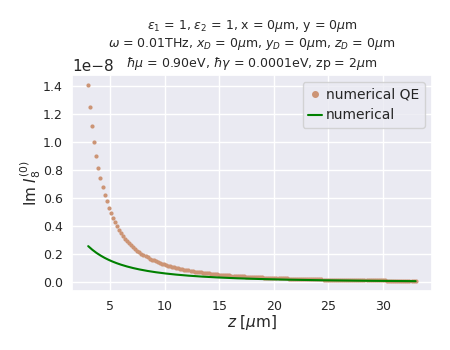 ε₁ = 1, ε₂ = 1, x = 0μm, y = 0μm
ω = 0.01THz, x_D = 0μm, y_D = 0μm, z_D = 0μm
ℏμ = 0.90eV, ℏγ = 0.0001eV, zp = 2μm
1e−8
Im I₈⁽⁰⁾
1.4
1.2
1.0
0.8
0.6
0.4
0.2
0.0
numerical QE
numerical
5 10 15 20 25 30
z [μm]